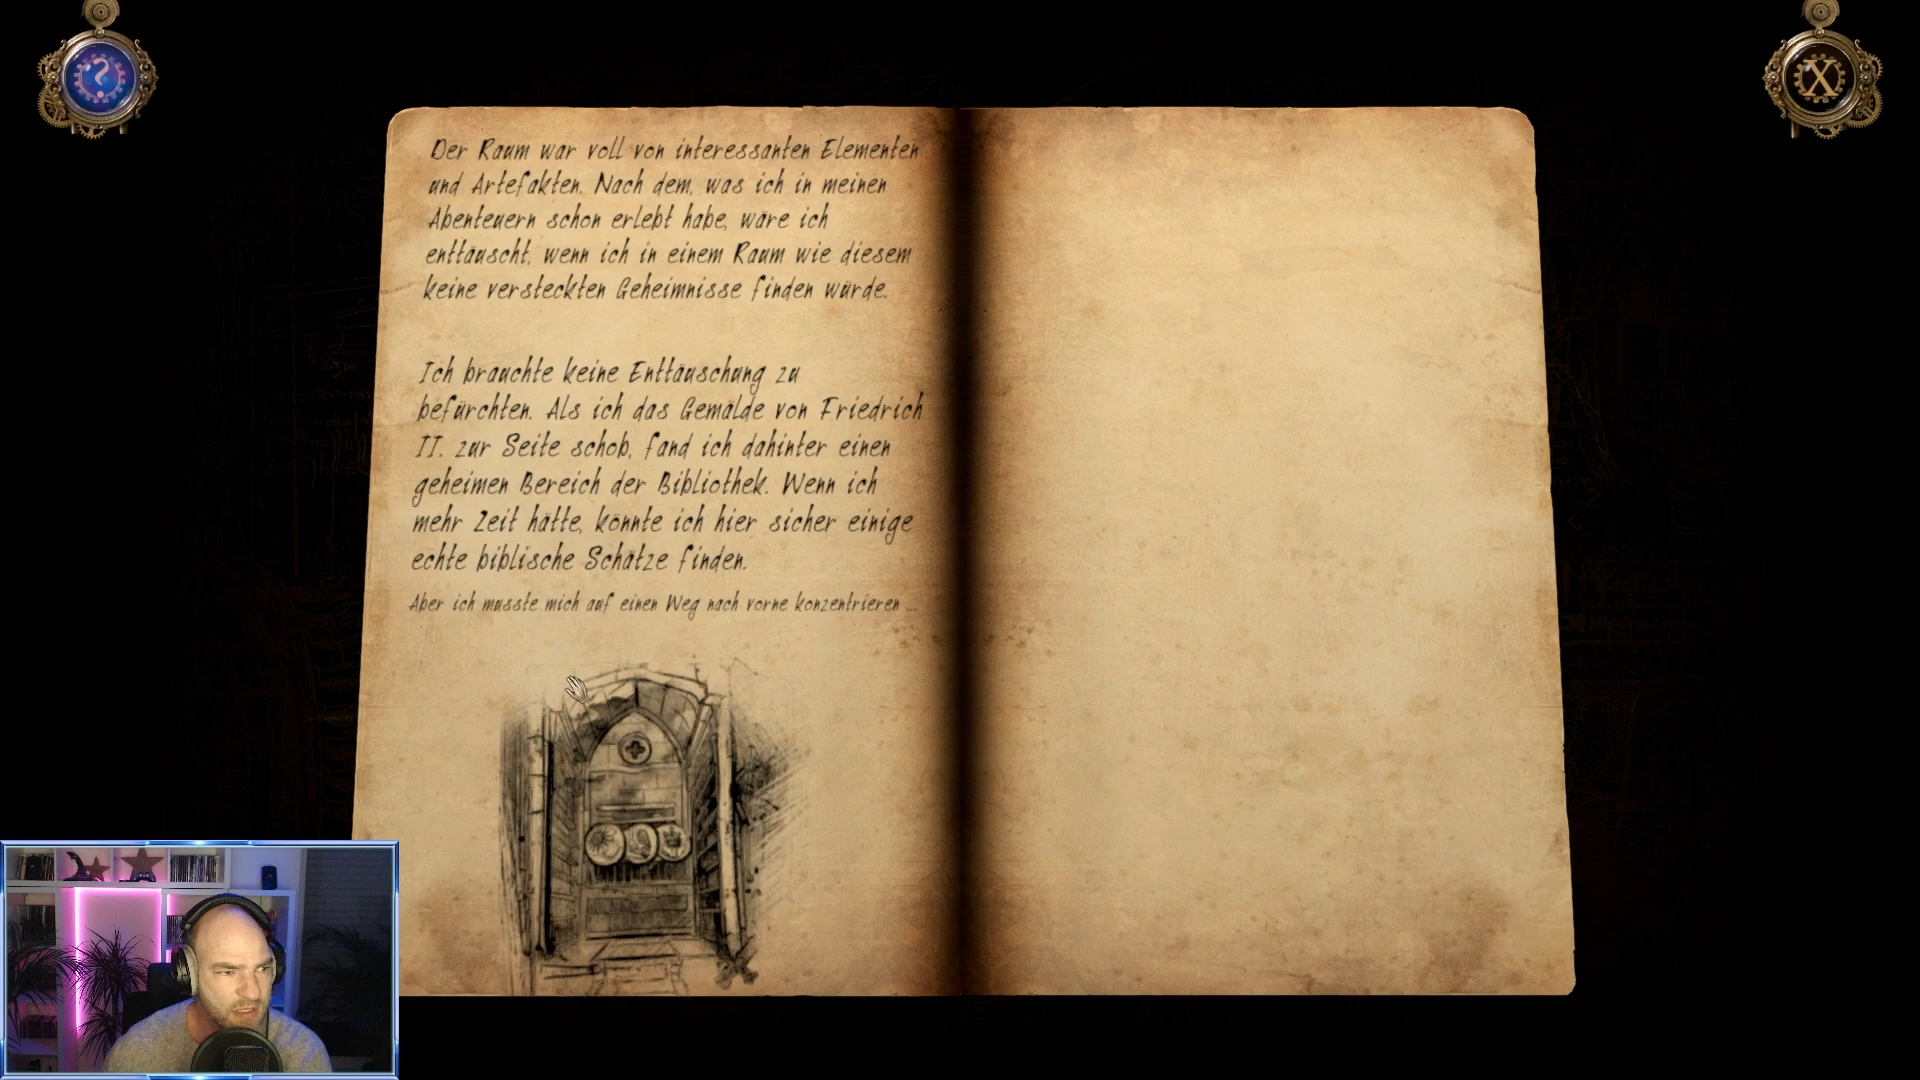 Der Raum war voll von interessanten Elementen
und Artefakten. Nach dem, was ich in meinen
Abenteuern schon erlebt habe, wäre ich
enttäuscht, wenn ich in einem Raum wie diesem
keine versteckten Geheimnisse finden würde.
Ich brauchte keine Enttäuschung zu
befürchten. Als ich das Gemälde von Friedrich
II. zur Seite schob, fand ich dahinter einen
geheimen Bereich der Bibliothek. Wenn ich
mehr Zeit hätte, könnte ich hier sicher einige
echte biblische Schätze finden.
Aber ich musste mich auf einen Weg nach vorne konzentrieren ...